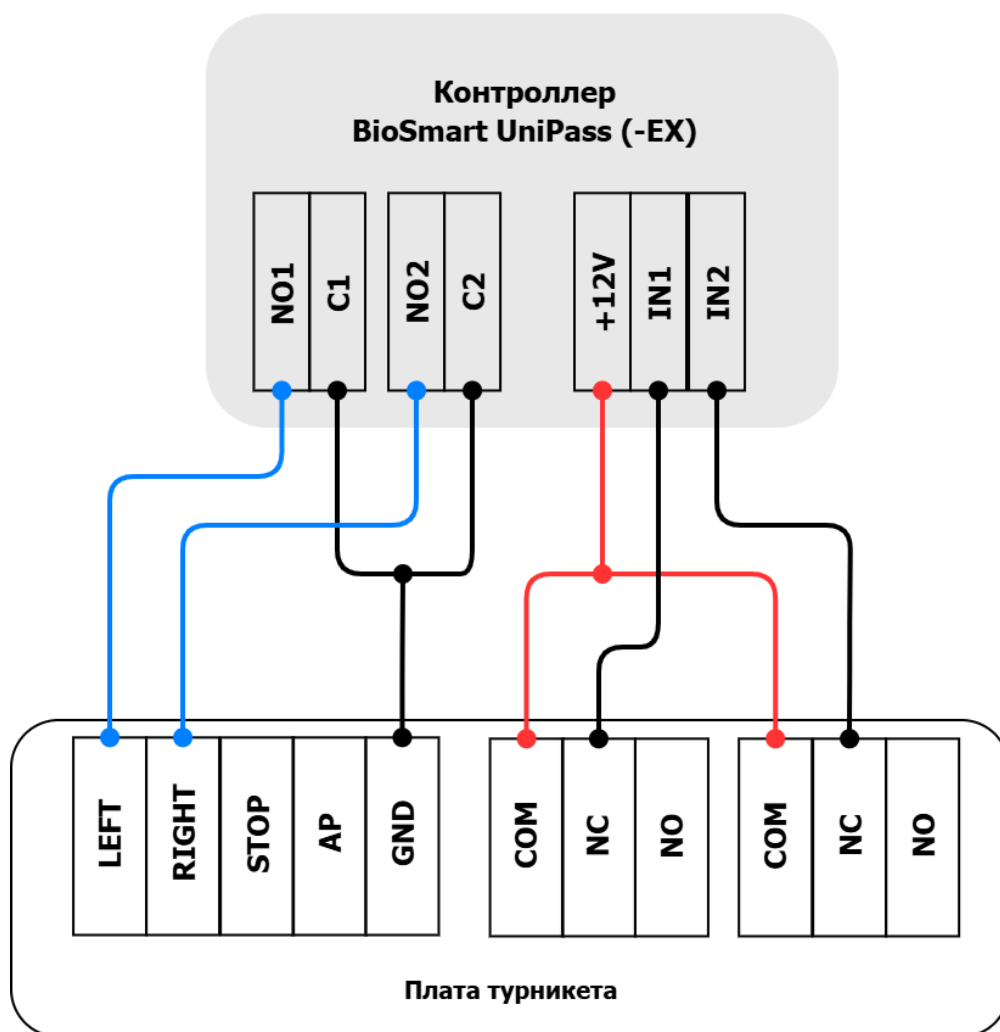 Контроллер
BioSmart UniPass (-EX)
NO1
C1
NO2
C2
+12V
IN1
IN2
LEFT
RIGHT
STOP
AP
GND
COM
NC
NO
COM
NC
NO
Плата турникета